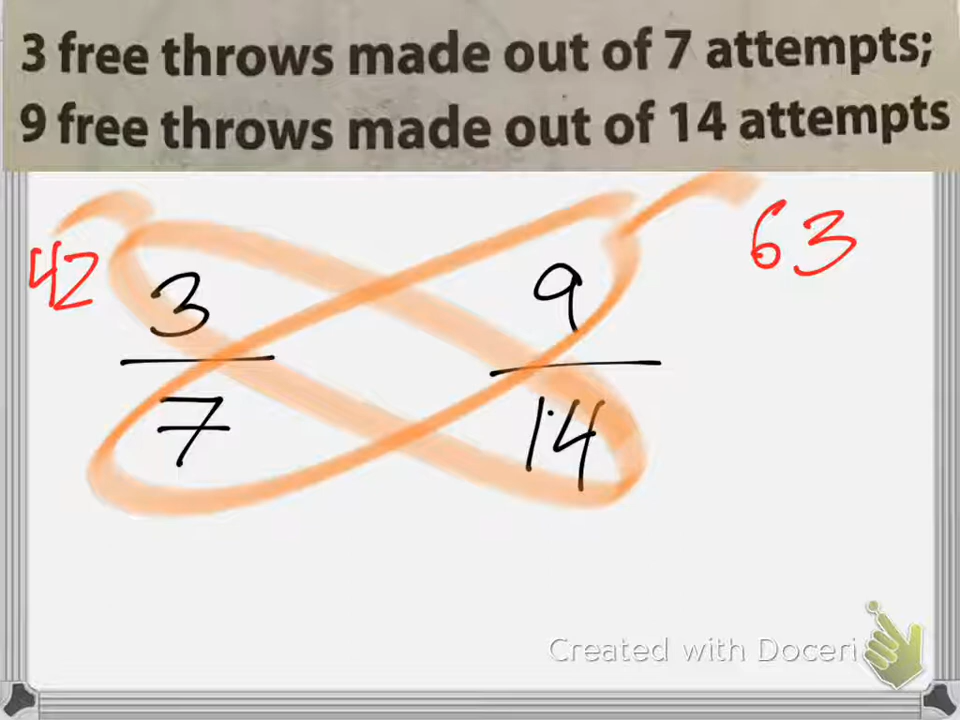 3 free throws made out of 7 attempts;
9 free throws made out of 14 attempts
42 3 9 63
7 14
Created with Doceri